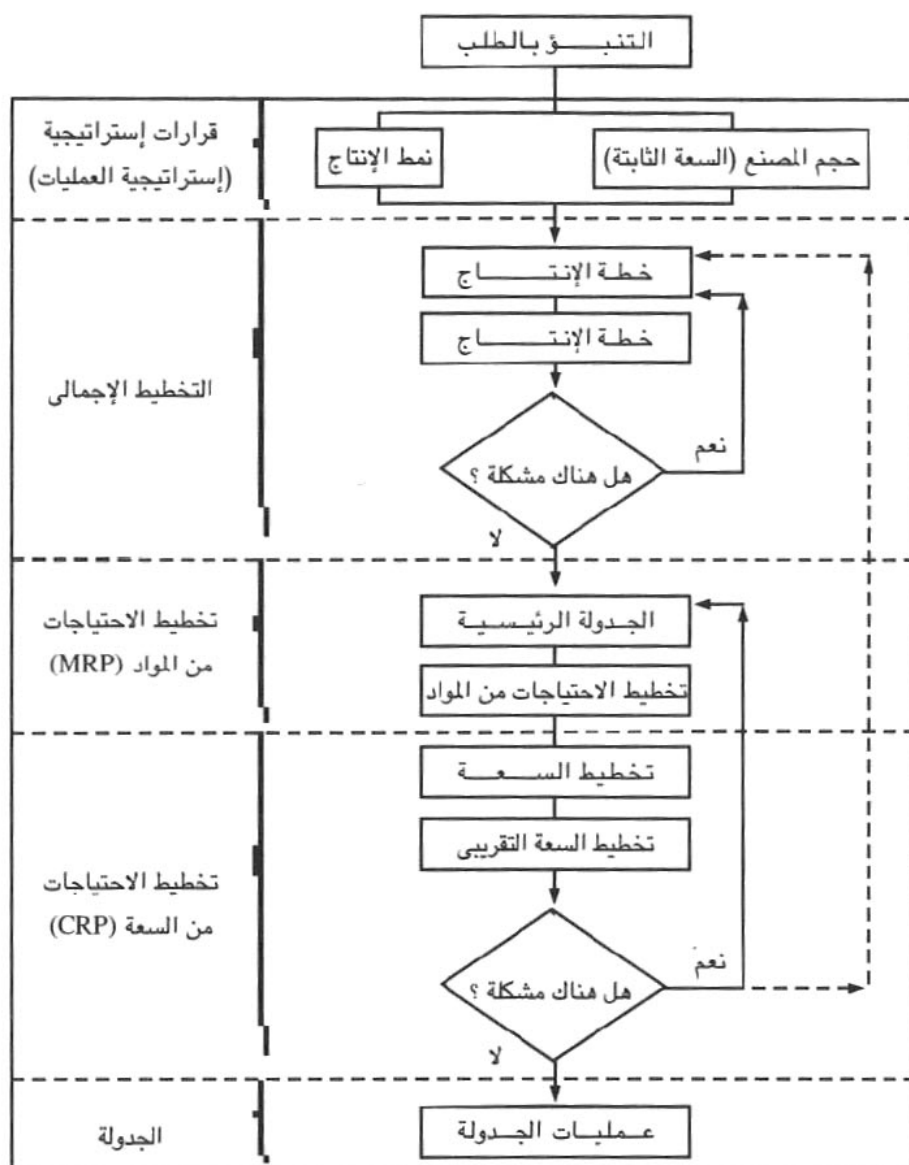 التنبؤ بالطلب
قرارات إستراتيجية
(إستراتيجية العمليات)
حجم المصنع (السعة الثابتة)
نمط الإنتاج
خطة الإنتاج
خطة الإنتاج
التخطيط الإجمالى
هل هناك مشكلة ؟
نعم
لا
تخطيط الاحتياجات
من المواد (MRP)
الجدولة الرئيسية
تخطيط الاحتياجات من المواد
تخطيط السعة
تخطيط السعة التقريبى
تخطيط الاحتياجات
من السعة (CRP)
هل هناك مشكلة ؟
نعم
لا
الجدولة
عمليات الجدولة